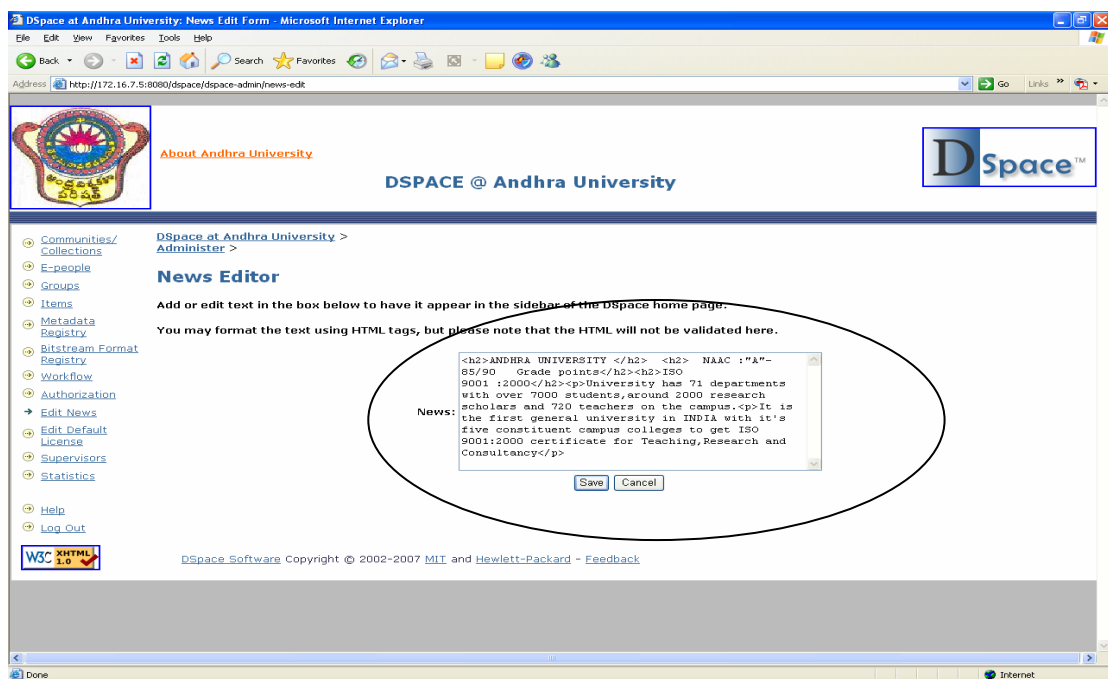 DSpace at Andhra University: News Edit Form - Microsoft Internet Explorer
File Edit View Favorites Tools Help
Back Search Favorites
Address http://172.16.7.5:8080/dspace/dspace-admin/news-edit Go Links »
ఆంధ్ర విశ్వకళా
పరిషత్
About Andhra University
DSPACE @ Andhra University
DSpace™
Communities/
Collections
E-people
Groups
Items
Metadata
Registry
Bitstream Format
Registry
Workflow
Authorization
Edit News
Edit Default
License
Supervisors
Statistics
Help
Log Out
W3C XHTML
1.0
DSpace at Andhra University >
Administer >
News Editor
Add or edit text in the box below to have it appear in the sidebar of the DSpace home page.
You may format the text using HTML tags, but please note that the HTML will not be validated here.
News:
<h2>ANDHRA UNIVERSITY </h2> <h2> NAAC :"A"-
85/90 Grade points</h2><h2>ISO
9001 :2000</h2><p>University has 71 departments
with over 7000 students,around 2000 research
scholars and 720 teachers on the campus.<p>It is
the first general university in INDIA with it's
five constituent campus colleges to get ISO
9001:2000 certificate for Teaching,Research and
Consultancy</p>
Save Cancel
DSpace Software Copyright © 2002-2007 MIT and Hewlett-Packard - Feedback
Done Internet